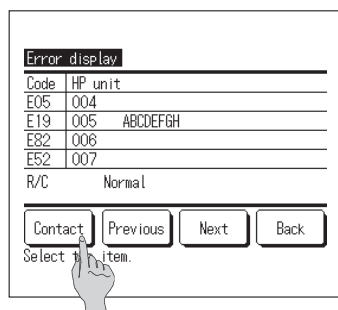 Error display
Code HP unit
E05 004
E19 005 ABCDEFGH
E82 006
E52 007
R/C Normal
Contact Previous Next Back
Select item.